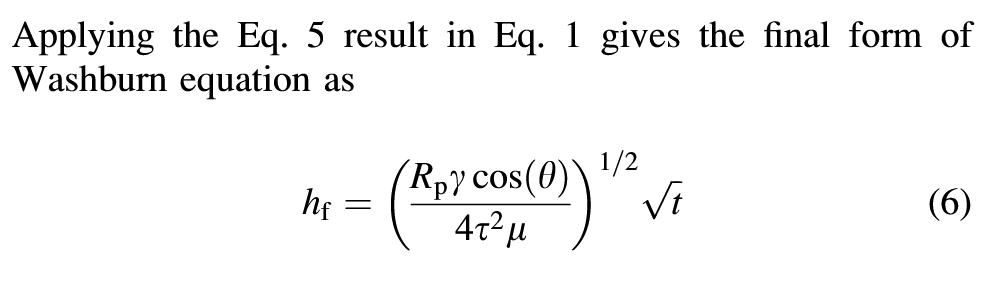 Applying the Eq. 5 result in Eq. 1 gives the final form of
Washburn equation as
h_f = (R_p γ cos(θ) / 4τ²μ)^{1/2} √t (6)